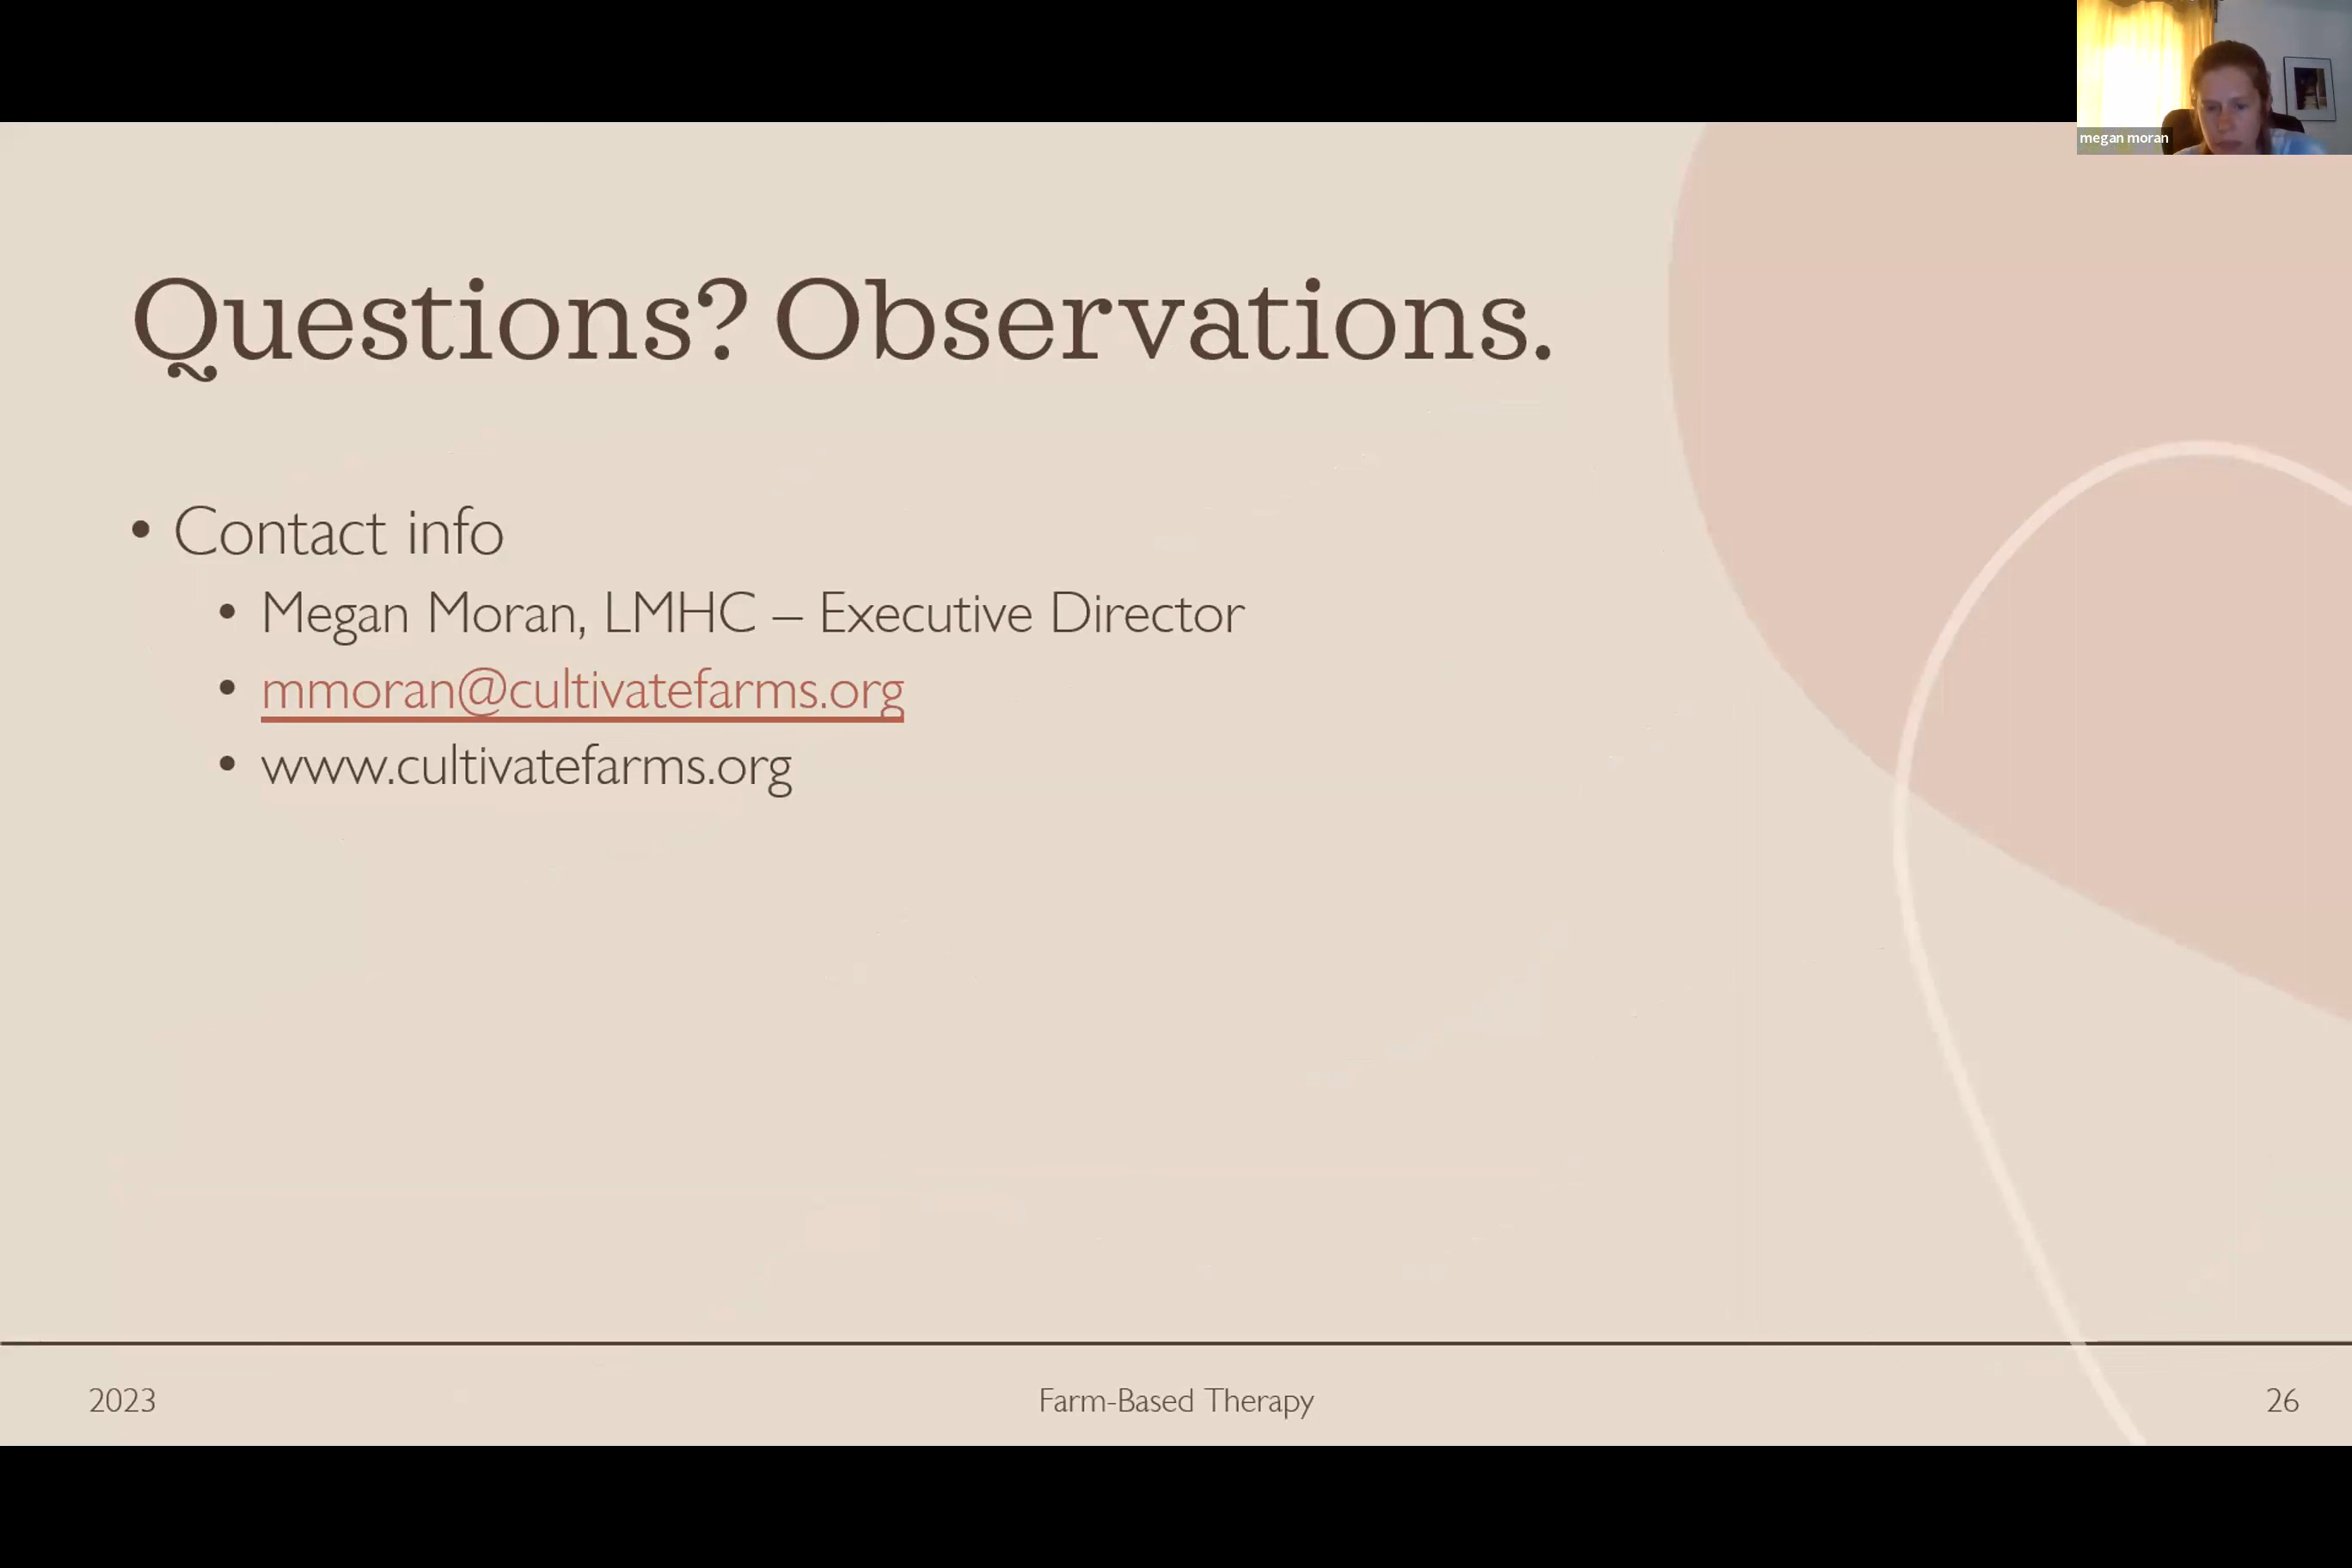 megan moran
Questions? Observations.
• Contact info
• Megan Moran, LMHC – Executive Director
• mmoran@cultivatefarms.org
• www.cultivatefarms.org
2023
Farm-Based Therapy
26